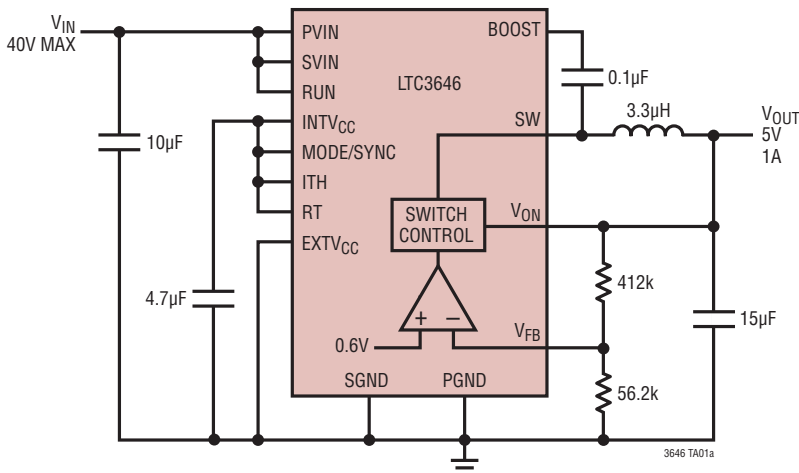 VIN
40V MAX
10µF
4.7µF
PVIN
SVIN
RUN
INTVCC
MODE/SYNC
ITH
RT
EXTVCC
LTC3646
BOOST
SW
VON
VFB
SWITCH
CONTROL
+ –
0.6V
SGND PGND
0.1µF
3.3µH
VOUT
5V
1A
412k
56.2k
15µF
3646 TA01a